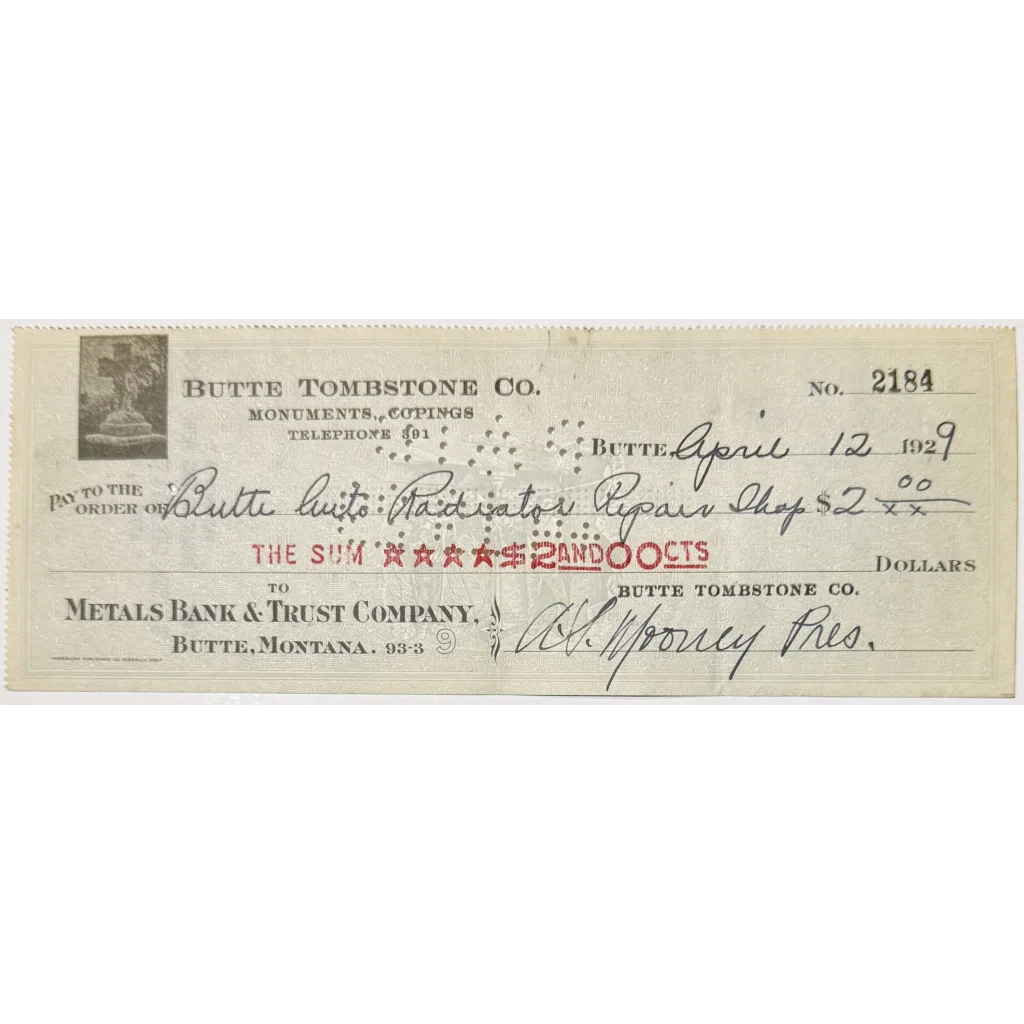 BUTTE TOMBSTONE CO.
MONUMENTS, COPINGS
TELEPHONE 391
No. 2184
BUTTE, April 12 1929
PAY TO THE ORDER OF Butte Auto Radiator Repair Shop $2 00/xx
THE SUM ★★★★$2AND00CTS DOLLARS
TO
METALS BANK & TRUST COMPANY,
BUTTE, MONTANA. 93-3 9
BUTTE TOMBSTONE CO.
A.S. Mooney Pres.